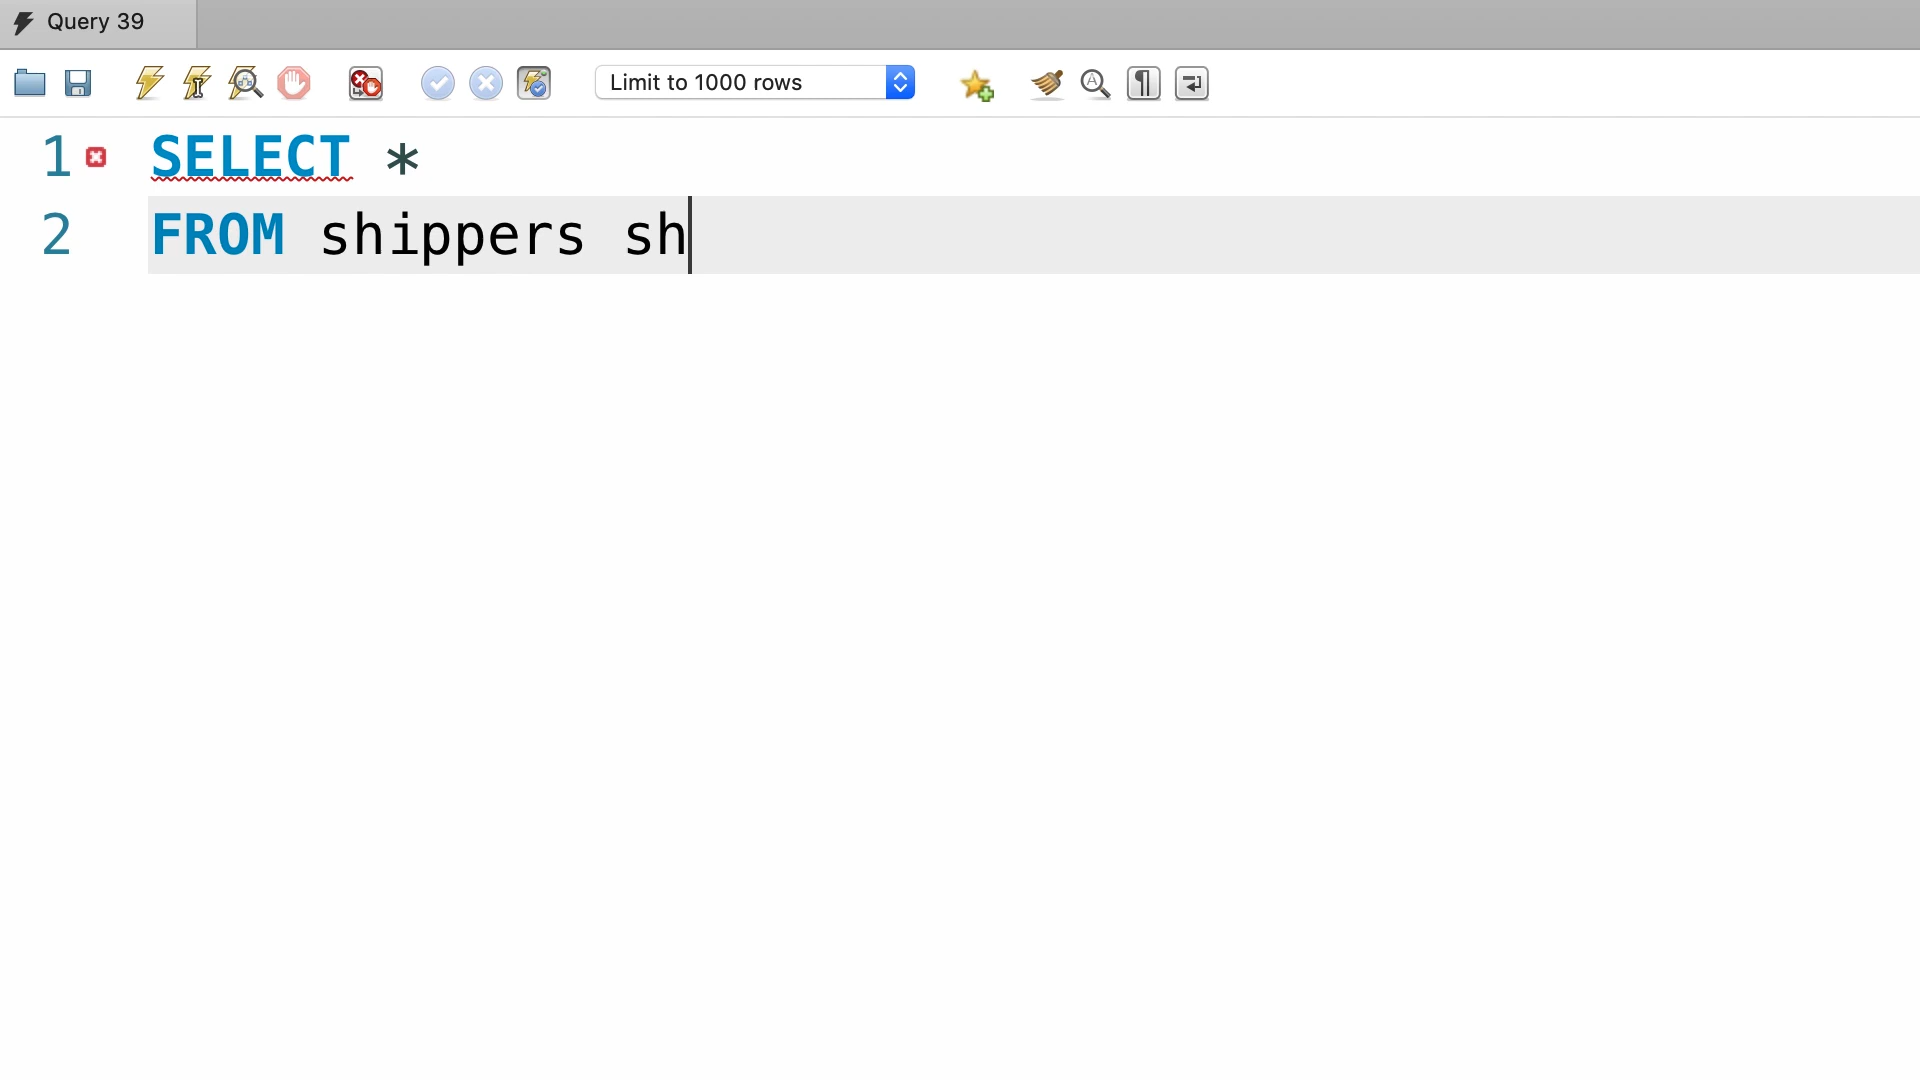 Query 39
Limit to 1000 rows
1 SELECT *
2 FROM shippers sh